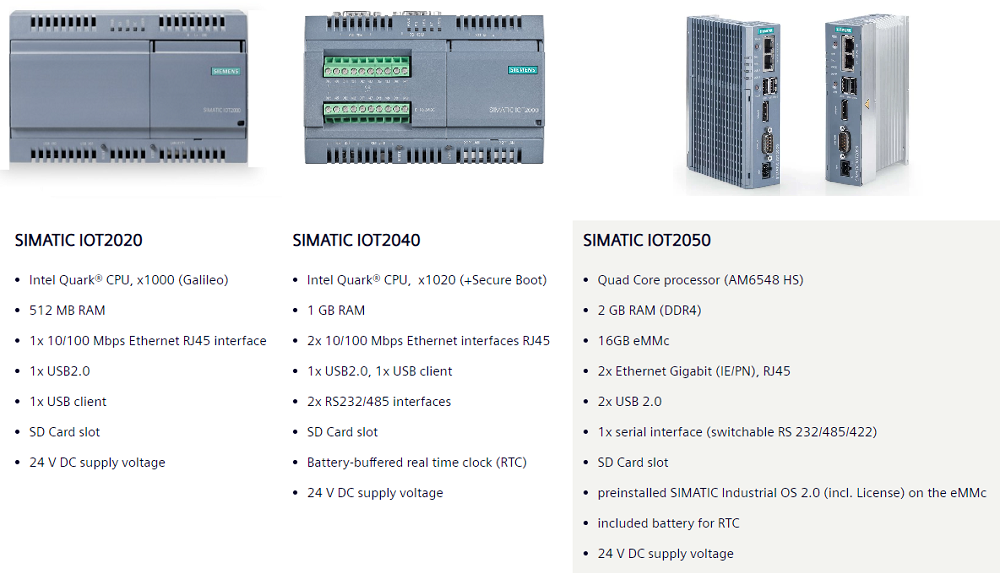 SIEMENS
SIMATIC IOT2000
SIEMENS
SIMATIC IOT2000
SIMATIC IOT2020
Intel Quark® CPU, x1000 (Galileo)
512 MB RAM
1x 10/100 Mbps Ethernet RJ45 interface
1x USB2.0
1x USB client
SD Card slot
24 V DC supply voltage
SIMATIC IOT2040
Intel Quark® CPU,  x1020 (+Secure Boot)
1 GB RAM
2x 10/100 Mbps Ethernet interfaces RJ45
1x USB2.0, 1x USB client
2x RS232/485 interfaces
SD Card slot
Battery-buffered real time clock (RTC)
24 V DC supply voltage
SIMATIC IOT2050
Quad Core processor (AM6548 HS)
2 GB RAM (DDR4)
16GB eMMc
2x Ethernet Gigabit (IE/PN), RJ45
2x USB 2.0
1x serial interface (switchable RS 232/485/422)
SD Card slot
preinstalled SIMATIC Industrial OS 2.0 (incl. License) on the eMMc
included battery for RTC
24 V DC supply voltage